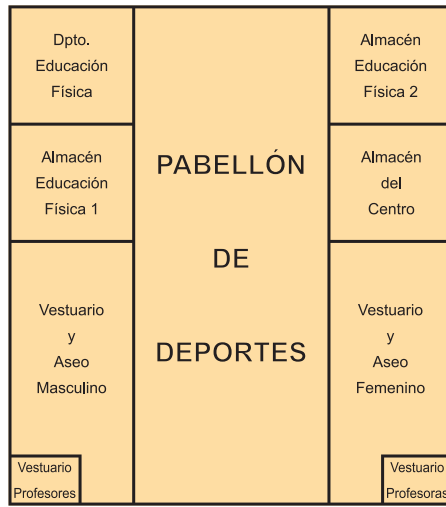 Dpto.
Educación
Física
Almacén
Educación
Física 1
Vestuario
y
Aseo
Masculino
Vestuario
Profesores
PABELLÓN
DE
DEPORTES
Almacén
Educación
Física 2
Almacén
del
Centro
Vestuario
y
Aseo
Femenino
Vestuario
Profesoras